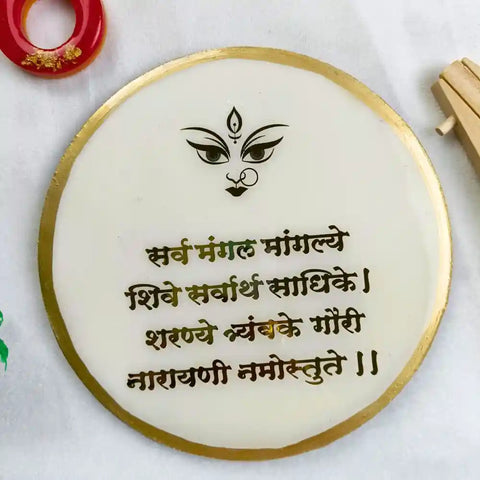 सर्व मंगल मांगल्ये
शिवे सर्वार्थ साधिके।
शरण्ये त्र्यंबके गौरी
नारायणी नमोस्तुते ।।